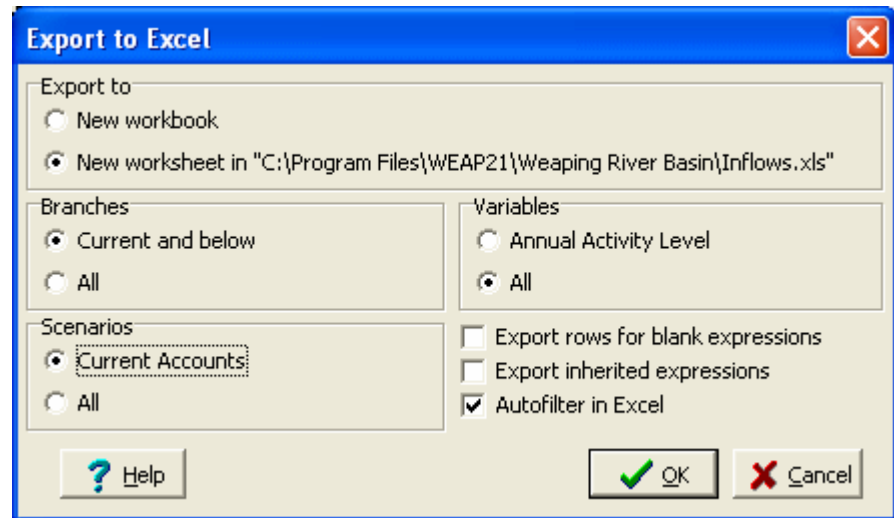 Export to Excel
Export to
New workbook
New worksheet in "C:\Program Files\WEAP21\Weaping River Basin\Inflows.xls"
Branches
Current and below
All
Variables
Annual Activity Level
All
Scenarios
Current Accounts
All
Export rows for blank expressions
Export inherited expressions
Autofilter in Excel
? Help
OK
Cancel